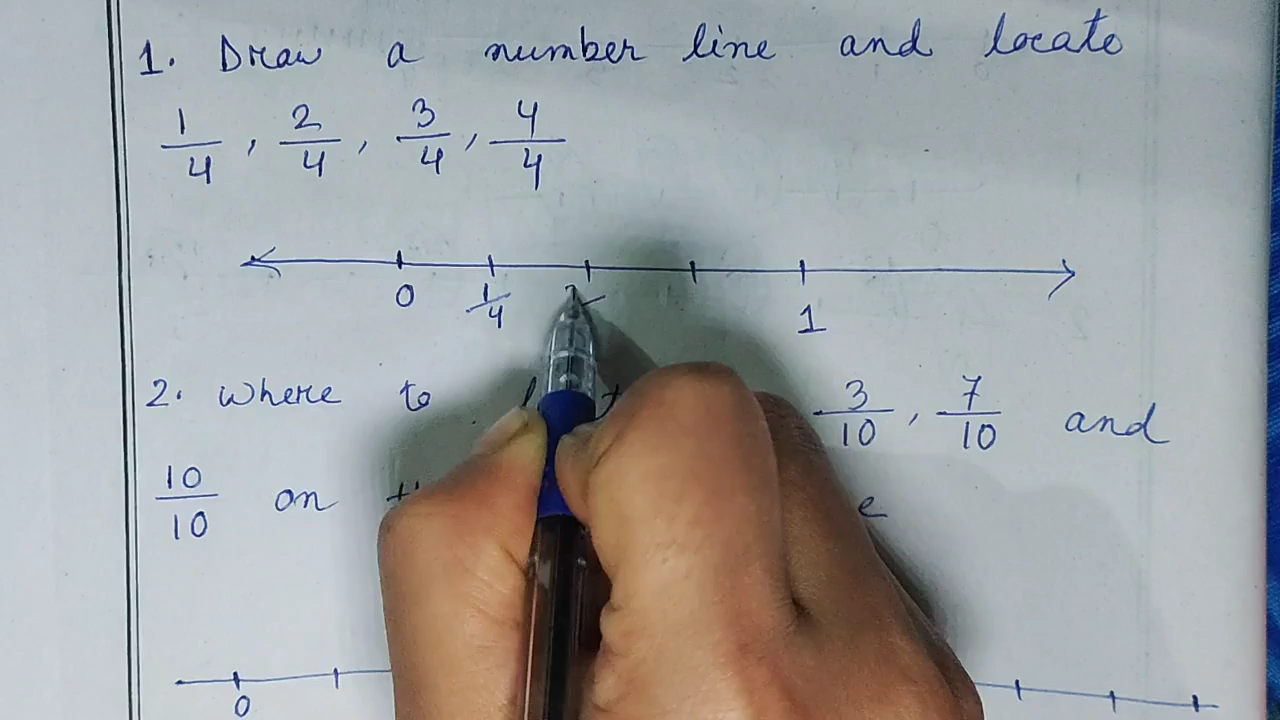 1. Draw a number line and locate
1/4, 2/4, 3/4, 4/4
0 1/4 1
2. Where to 3/10, 7/10 and
10/10 on
0